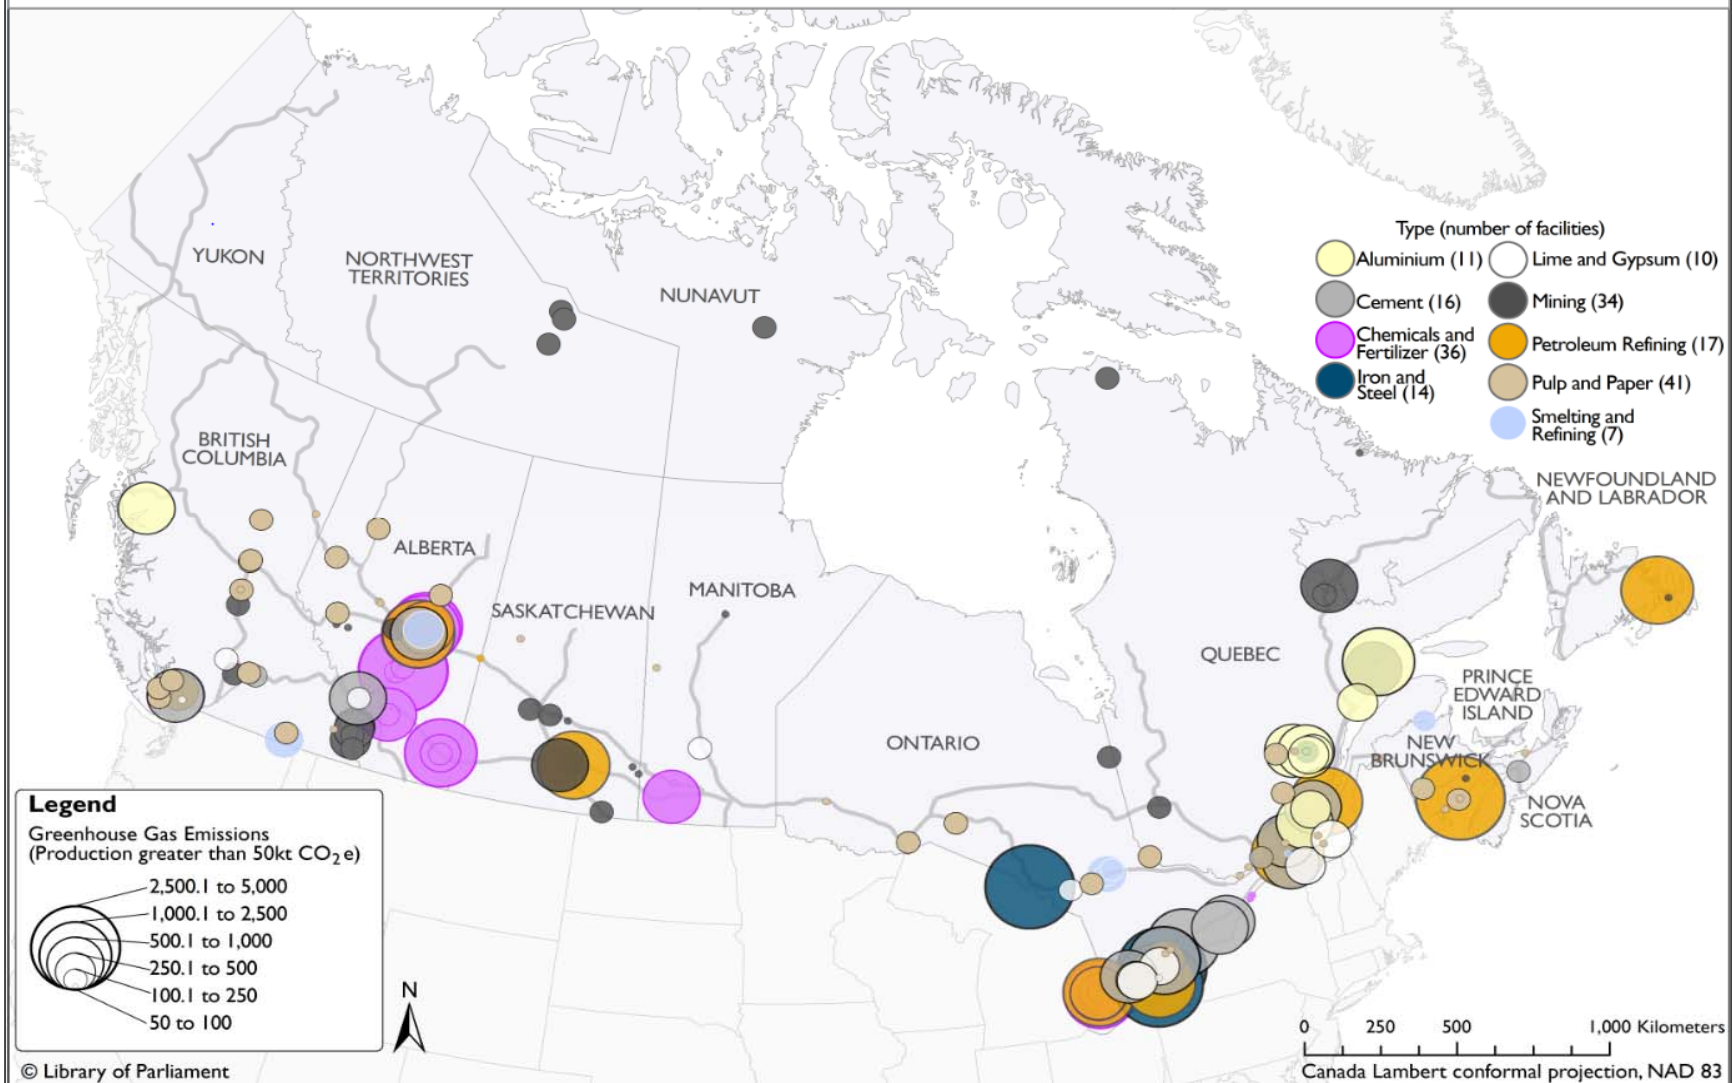 YUKON
NORTHWEST
TERRITORIES
NUNAVUT
Type (number of facilities)
Aluminium (11)
Lime and Gypsum (10)
Cement (16)
Mining (34)
Chemicals and
Fertilizer (36)
Petroleum Refining (17)
Iron and
Steel (14)
Pulp and Paper (41)
Smelting and
Refining (7)
BRITISH
COLUMBIA
NEWFOUNDLAND
AND LABRADOR
ALBERTA
SASKATCHEWAN
MANITOBA
QUEBEC
PRINCE
EDWARD
ISLAND
ONTARIO
NEW
BRUNSWICK
NOVA
SCOTIA
Legend
Greenhouse Gas Emissions
(Production greater than 50kt CO2e)
2,500.1 to 5,000
1,000.1 to 2,500
500.1 to 1,000
250.1 to 500
100.1 to 250
50 to 100
N
0 250 500 1,000 Kilometers
© Library of Parliament
Canada Lambert conformal projection, NAD 83